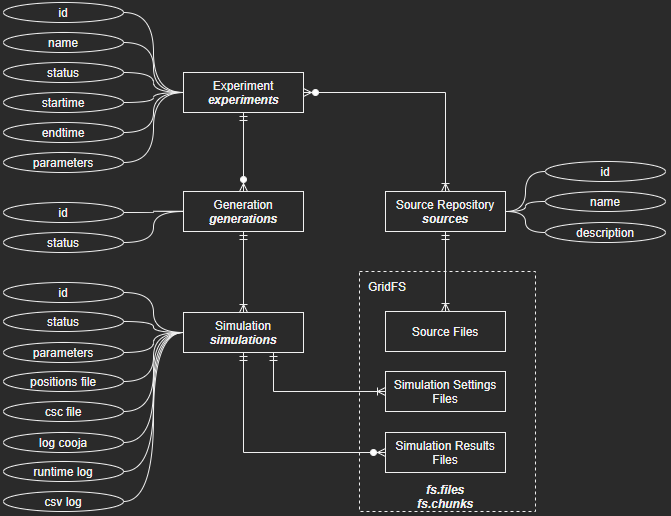 id
name
status
startime
endtime
parameters
Experiment
experiments
id
status
Generation
generations
Source Repository
sources
id
name
description
id
status
parameters
positions file
csc file
log cooja
runtime log
csv log
Simulation
simulations
GridFS
Source Files
Simulation Settings
Files
Simulation Results
Files
fs.files
fs.chunks